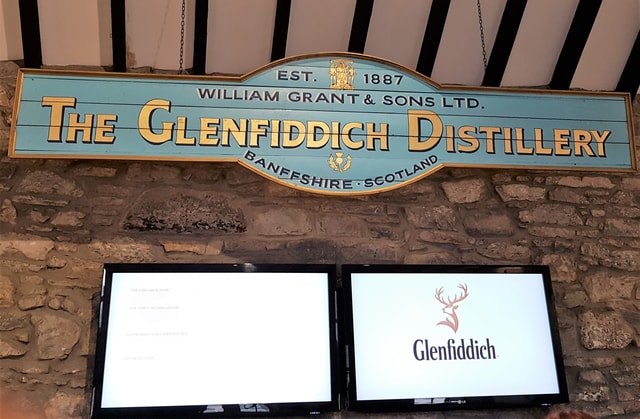 EST. 1887
WILLIAM GRANT & SONS LTD.
THE GLENFIDDICH DISTILLERY
BANFFSHIRE · SCOTLAND
Glenfiddich